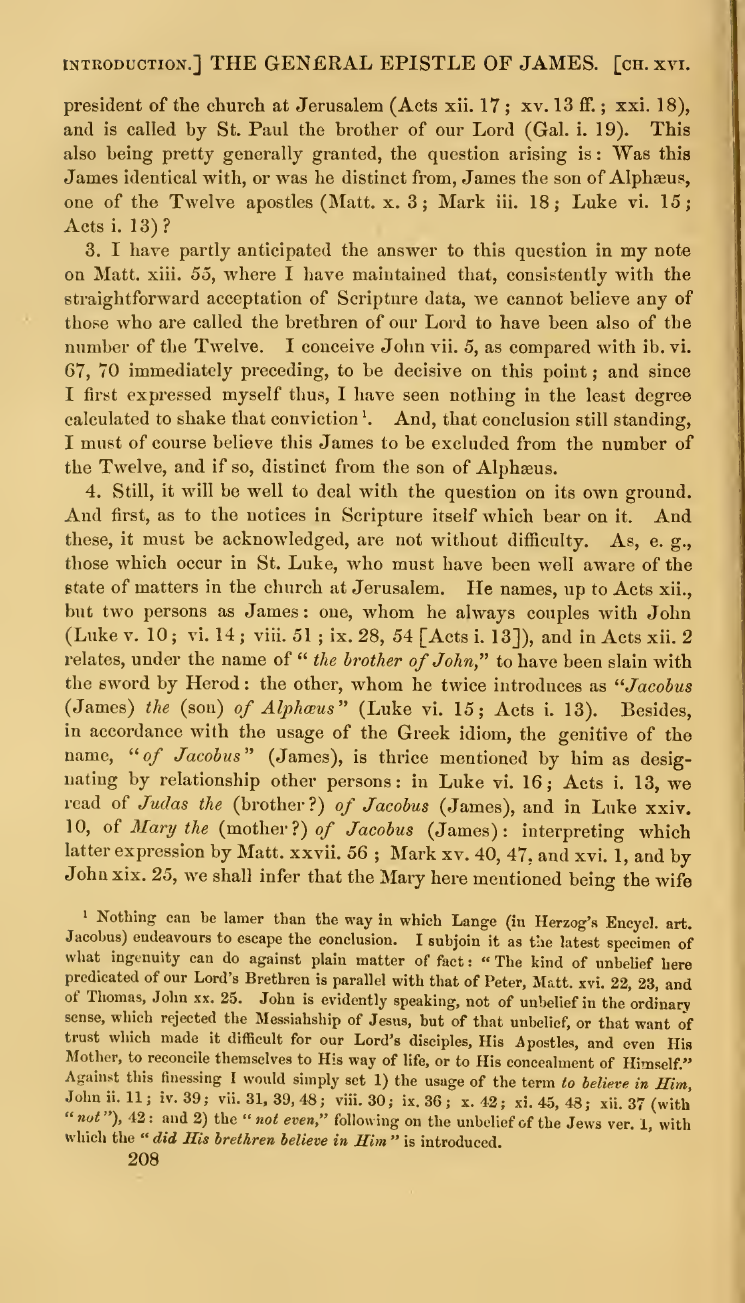 INTRODUCTION.] THE GENERAL EPISTLE OF JAMES. [CH. XVI.
president of the church at Jerusalem (Acts xii. 17; xv. 13 ff.; xxi. 18),
and is called by St. Paul the brother of our Lord (Gal. i. 19). This
also being pretty generally granted, the question arising is: Was this
James identical with, or was he distinct from, James the son of Alphæus,
one of the Twelve apostles (Matt. x. 3; Mark iii. 18; Luke vi. 15;
Acts i. 13)?
3. I have partly anticipated the answer to this question in my note
on Matt. xiii. 55, where I have maintained that, consistently with the
straightforward acceptation of Scripture data, we cannot believe any of
those who are called the brethren of our Lord to have been also of the
number of the Twelve. I conceive John vii. 5, as compared with ib. vi.
67, 70 immediately preceding, to be decisive on this point; and since
I first expressed myself thus, I have seen nothing in the least degree
calculated to shake that conviction ¹. And, that conclusion still standing,
I must of course believe this James to be excluded from the number of
the Twelve, and if so, distinct from the son of Alphæus.
4. Still, it will be well to deal with the question on its own ground.
And first, as to the notices in Scripture itself which bear on it. And
these, it must be acknowledged, are not without difficulty. As, e. g.,
those which occur in St. Luke, who must have been well aware of the
state of matters in the church at Jerusalem. He names, up to Acts xii.,
but two persons as James: one, whom he always couples with John
(Luke v. 10; vi. 14; viii. 51; ix. 28, 54 [Acts i. 13]), and in Acts xii. 2
relates, under the name of “the brother of John,” to have been slain with
the sword by Herod: the other, whom he twice introduces as “Jacobus
(James) the (son) of Alphæus” (Luke vi. 15; Acts i. 13). Besides,
in accordance with the usage of the Greek idiom, the genitive of the
name, “of Jacobus” (James), is thrice mentioned by him as desig-
nating by relationship other persons: in Luke vi. 16; Acts i. 13, we
read of Judas the (brother?) of Jacobus (James), and in Luke xxiv.
10, of Mary the (mother?) of Jacobus (James): interpreting which
latter expression by Matt. xxvii. 56; Mark xv. 40, 47, and xvi. 1, and by
John xix. 25, we shall infer that the Mary here mentioned being the wife
¹ Nothing can be lamer than the way in which Lange (in Herzog’s Encycl. art.
Jacobus) endeavours to escape the conclusion. I subjoin it as the latest specimen of
what ingenuity can do against plain matter of fact: “The kind of unbelief here
predicated of our Lord’s Brethren is parallel with that of Peter, Matt. xvi. 22, 23, and
of Thomas, John xx. 25. John is evidently speaking, not of unbelief in the ordinary
sense, which rejected the Messiahship of Jesus, but of that unbelief, or that want of
trust which made it difficult for our Lord’s disciples, His Apostles, and even His
Mother, to reconcile themselves to His way of life, or to His concealment of Himself.”
Against this finessing I would simply set 1) the usage of the term to believe in Him,
John ii. 11; iv. 39; vii. 31, 39, 48; viii. 30; ix. 36; x. 42; xi. 45, 48; xii. 37 (with
“not”), 42: and 2) the “not even,” following on the unbelief of the Jews ver. 1, with
which the “did His brethren believe in Him” is introduced.
208